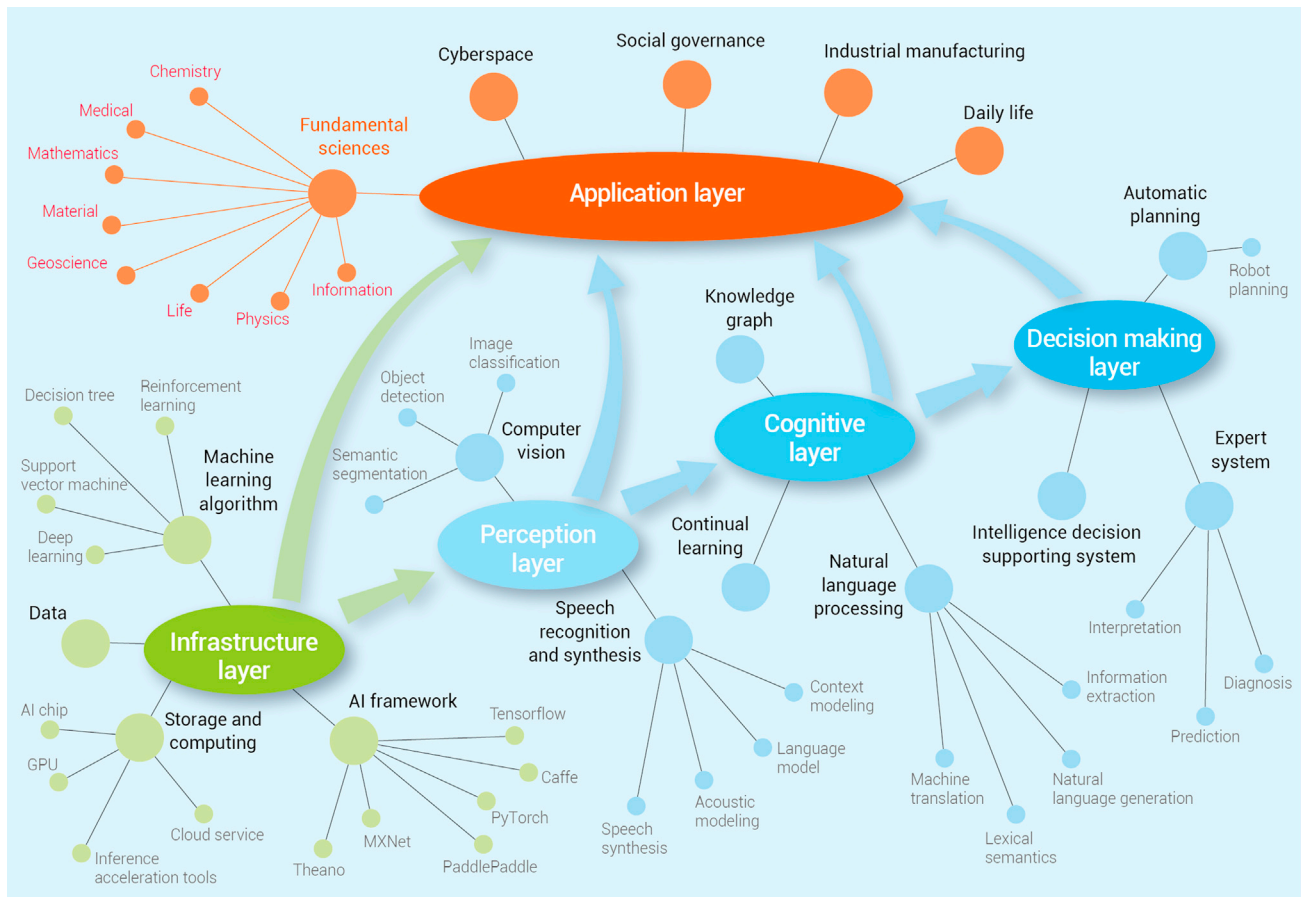 Cyberspace
Social governance
Industrial manufacturing
Daily life
Chemistry
Medical
Mathematics
Material
Geoscience
Life
Physics
Information
Fundamental
sciences
Application layer
Automatic
planning
Robot
planning
Decision making
layer
Knowledge
graph
Cognitive
layer
Continual
learning
Natural
language
processing
Intelligence decision
supporting system
Expert
system
Interpretation
Prediction
Diagnosis
Information
extraction
Natural
language generation
Lexical
semantics
Machine
translation
Image
classification
Object
detection
Semantic
segmentation
Computer
vision
Perception
layer
Speech
recognition
and synthesis
Context
modeling
Language
model
Acoustic
modeling
Speech
synthesis
Decision tree
Reinforcement
learning
Support
vector machine
Deep
learning
Machine
learning
algorithm
Data
Infrastructure
layer
Storage and
computing
AI chip
GPU
Inference
acceleration tools
Cloud service
AI framework
Tensorflow
Caffe
PyTorch
PaddlePaddle
MXNet
Theano